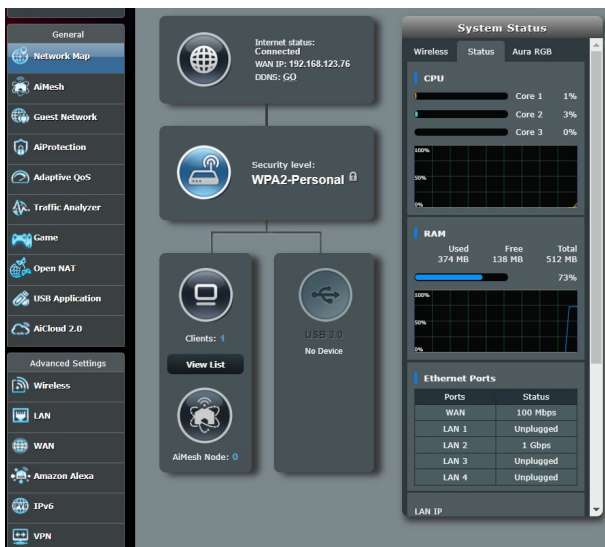 General
Network Map
AiMesh
Guest Network
AiProtection
Adaptive QoS
Traffic Analyzer
Game
Open NAT
USB Application
AiCloud 2.0
Advanced Settings
Wireless
LAN
WAN
Amazon Alexa
IPv6
VPN
Internet status:
Connected
WAN IP: 192.168.123.76
DDNS: GO
Security level:
WPA2-Personal
Clients: 1
View List
AiMesh Node: 0
USB 3.0
No Device
System Status
Wireless Status Aura RGB
CPU
Core 1 1%
Core 2 3%
Core 3 0%
100%
50%
0%
RAM
Used Free Total
374 MB 138 MB 512 MB
73%
100%
50%
0%
Ethernet Ports
Ports Status
WAN 100 Mbps
LAN 1 Unplugged
LAN 2 1 Gbps
LAN 3 Unplugged
LAN 4 Unplugged
LAN IP